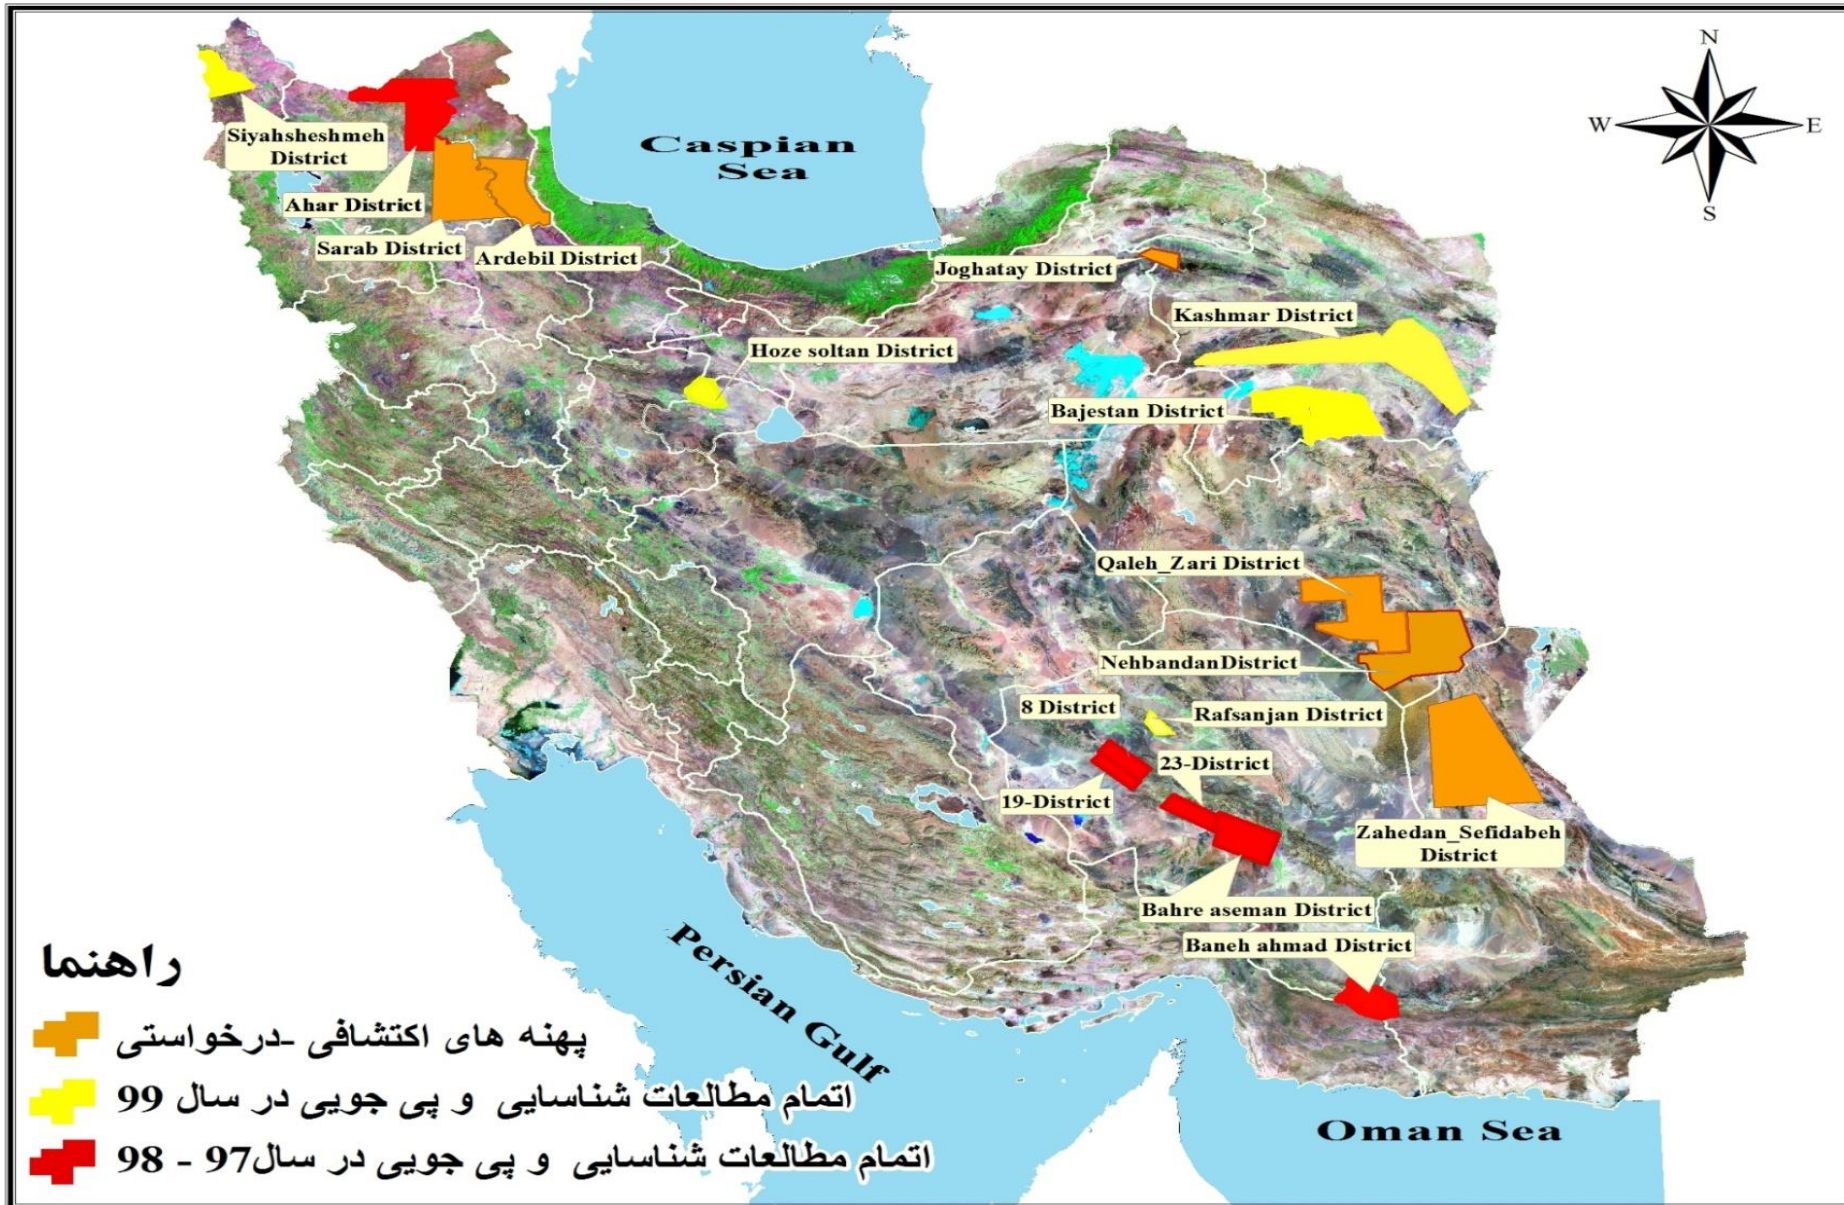 N
W
E
S
Caspian
Sea
Siyahsheshmeh
District
Ahar District
Sarab District
Ardebil District
Joghatay District
Kashmar District
Hoze soltan District
Bajestan District
Qaleh_Zari District
NehbandanDistrict
8 District
Rafsanjan District
23-District
19-District
Zahedan_Sefidabeh
District
Bahre aseman District
Baneh ahmad District
Persian Gulf
Oman Sea
راهنما
پهنه های اکتشافی -درخواستی
اتمام مطالعات شناسایی و پی جویی در سال 99
اتمام مطالعات شناسایی و پی جویی در سال97 - 98